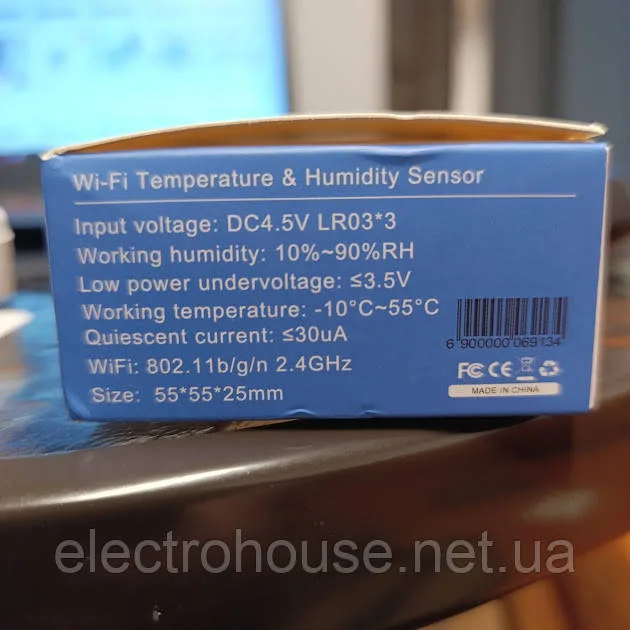 Wi-Fi Temperature & Humidity Sensor
Input voltage: DC4.5V LR03*3
Working humidity: 10%~90%RH
Low power undervoltage: ≤3.5V
Working temperature: -10°C~55°C
Quiescent current: ≤30uA
WiFi: 802.11b/g/n 2.4GHz
Size: 55*55*25mm
6 900000 069134
FC CE
MADE IN CHINA
electrohouse.net.ua